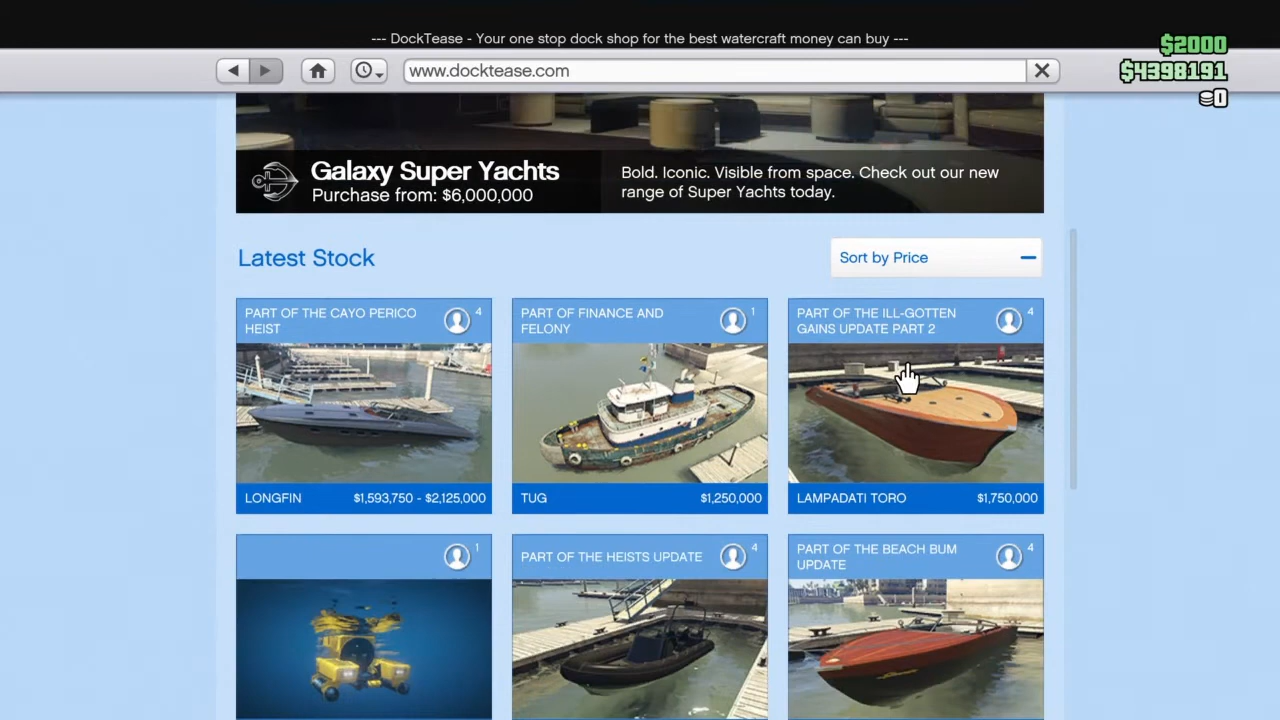 --- DockTease - Your one stop dock shop for the best watercraft money can buy ---
$2000
www.docktease.com
$4398191
0
Galaxy Super Yachts
Purchase from: $6,000,000
Bold. Iconic. Visible from space. Check out our new
range of Super Yachts today.
Latest Stock
Sort by Price
PART OF THE CAYO PERICO
HEIST
4
PART OF FINANCE AND
FELONY
1
PART OF THE ILL-GOTTEN
GAINS UPDATE PART 2
4
LONGFIN
$1,593,750 - $2,125,000
TUG
$1,250,000
LAMPADATI TORO
$1,750,000
1
PART OF THE HEISTS UPDATE
4
PART OF THE BEACH BUM
UPDATE
4